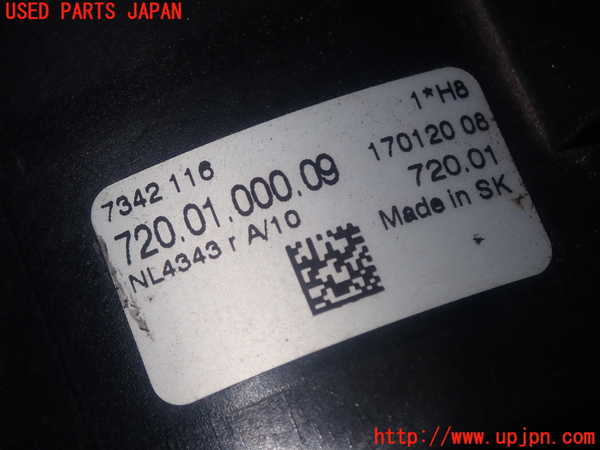 USED PARTS JAPAN
1*H8
7342 116
170120 08
720.01.000.09
720.01
NL4343 r A/10
Made in SK
http://www.upjpn.com/